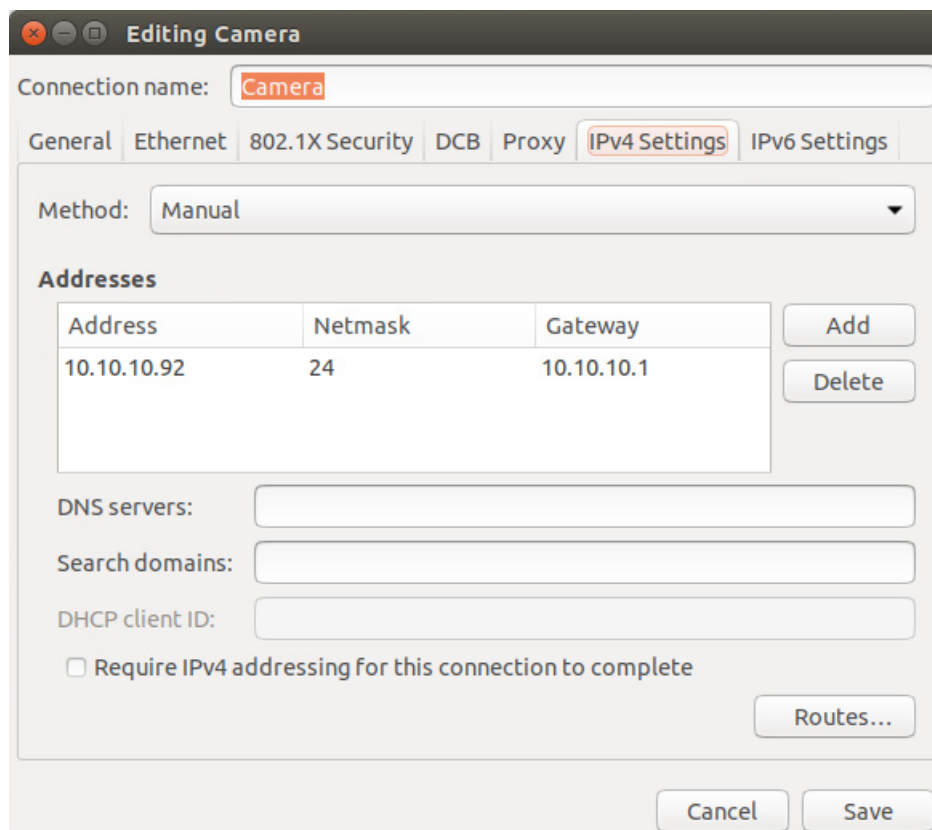 Editing Camera
Connection name: Camera
General Ethernet 802.1X Security DCB Proxy IPv4 Settings IPv6 Settings
Method: Manual
Addresses
Address Netmask Gateway Add
10.10.10.92 24 10.10.10.1
Delete
DNS servers:
Search domains:
DHCP client ID:
Require IPv4 addressing for this connection to complete
Routes...
Cancel Save